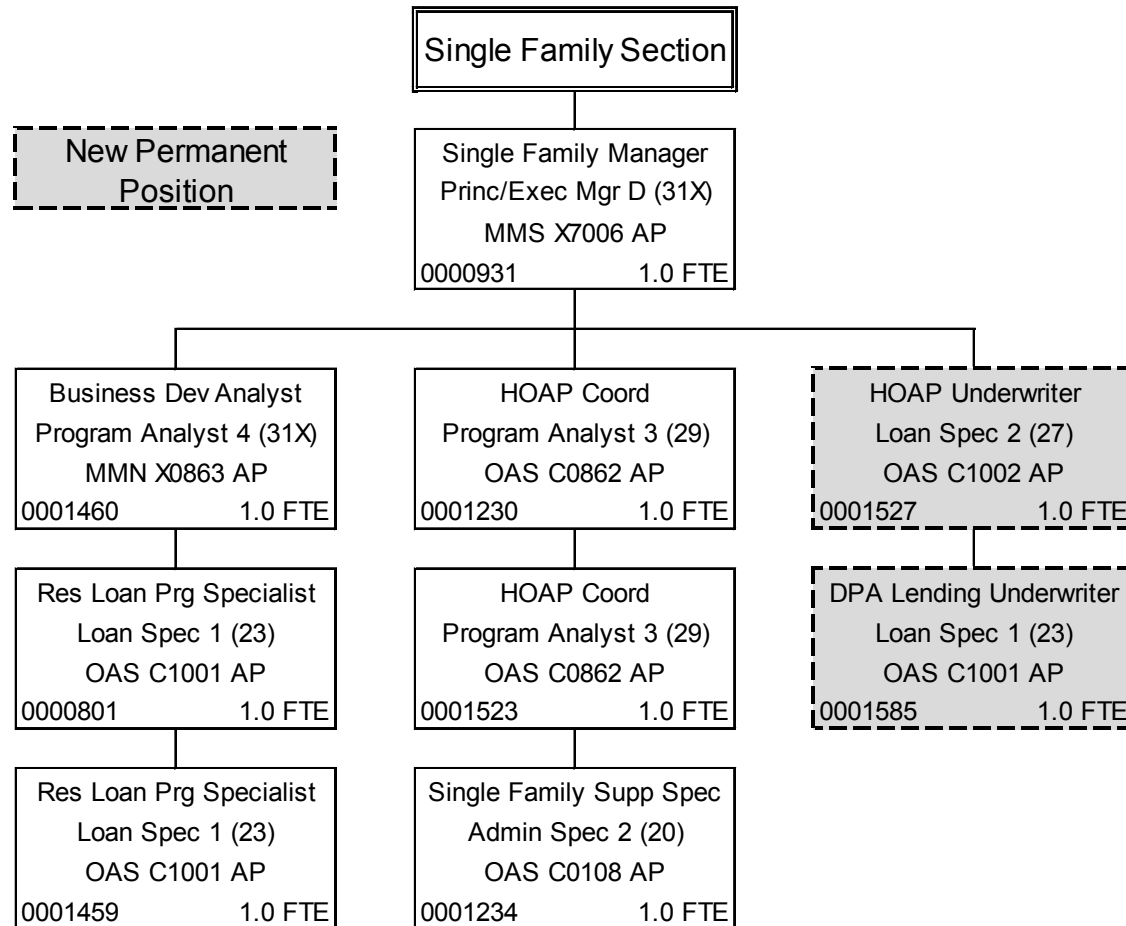 Single Family Section
New Permanent
Position
Single Family Manager
Princ/Exec Mgr D (31X)
MMS X7006 AP
0000931 1.0 FTE
Business Dev Analyst
Program Analyst 4 (31X)
MMN X0863 AP
0001460 1.0 FTE
HOAP Coord
Program Analyst 3 (29)
OAS C0862 AP
0001230 1.0 FTE
HOAP Underwriter
Loan Spec 2 (27)
OAS C1002 AP
0001527 1.0 FTE
Res Loan Prg Specialist
Loan Spec 1 (23)
OAS C1001 AP
0000801 1.0 FTE
HOAP Coord
Program Analyst 3 (29)
OAS C0862 AP
0001523 1.0 FTE
DPA Lending Underwriter
Loan Spec 1 (23)
OAS C1001 AP
0001585 1.0 FTE
Res Loan Prg Specialist
Loan Spec 1 (23)
OAS C1001 AP
0001459 1.0 FTE
Single Family Supp Spec
Admin Spec 2 (20)
OAS C0108 AP
0001234 1.0 FTE